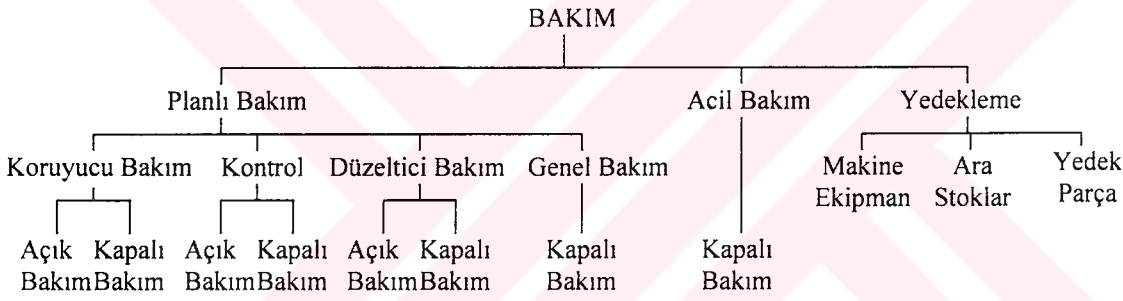 BAKIM
Planlı Bakım Acil Bakım Yedekleme
Koruyucu Bakım Kontrol Düzeltici Bakım Genel Bakım Makine Ara Yedek
Ekipman Stoklar Parça
Açık Kapalı Açık Kapalı Açık Kapalı Kapalı Kapalı
Bakım Bakım Bakım Bakım Bakım Bakım Bakım Bakım